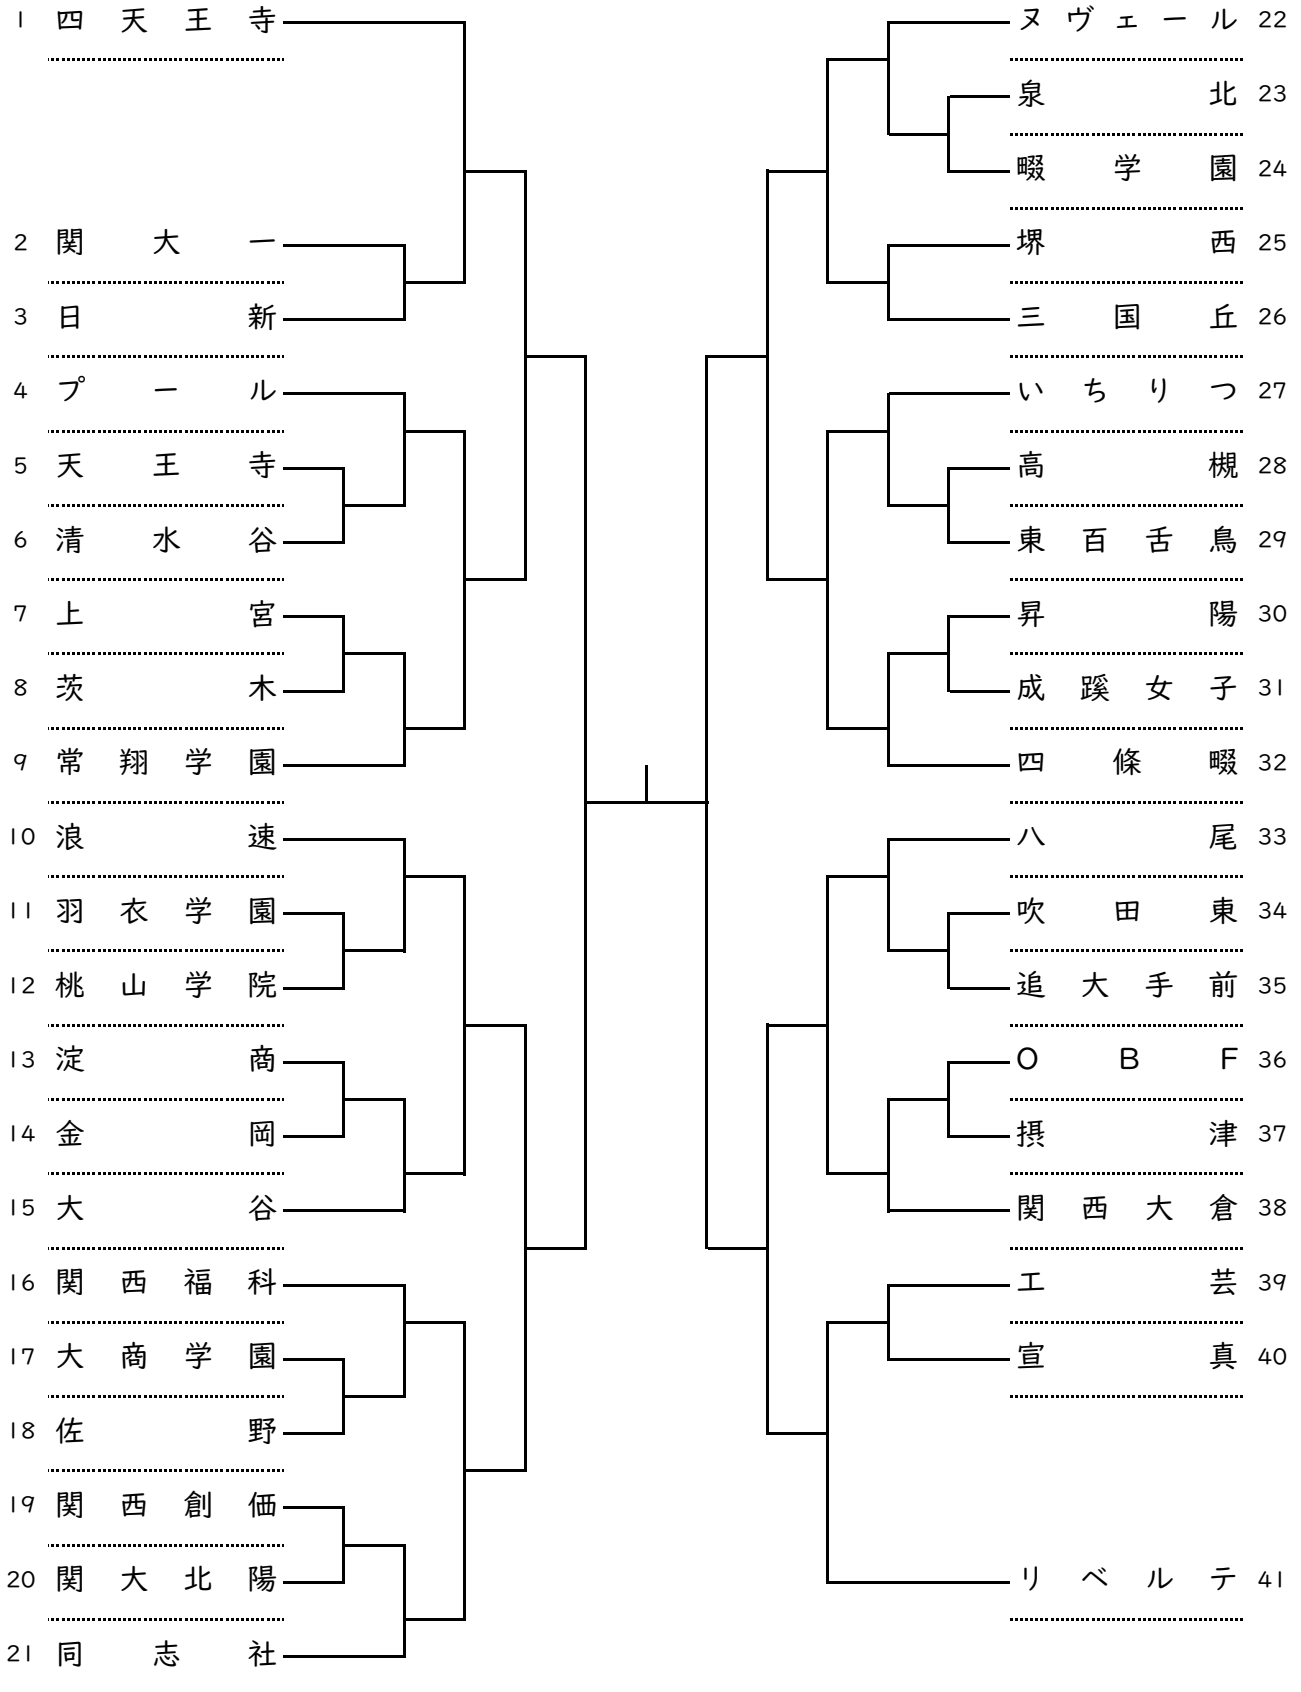 1 四天王寺
2 関大一
3 日新
4 プール
5 天王寺
6 清水谷
7 上宮
8 茨木
9 常翔学園
10 浪速
11 羽衣学園
12 桃山学院
13 淀商
14 金岡
15 大谷
16 関西福科
17 大商学園
18 佐野
19 関西創価
20 関大北陽
21 同志社
ヌヴェール 22
泉北 23
畷学園 24
堺西 25
三国丘 26
いちりつ 27
高槻 28
東百舌鳥 29
昇陽 30
成蹊女子 31
四條畷 32
八尾 33
吹田東 34
追大手前 35
OBF 36
摂津 37
関西大倉 38
工芸 39
宣真 40
リベルテ 41